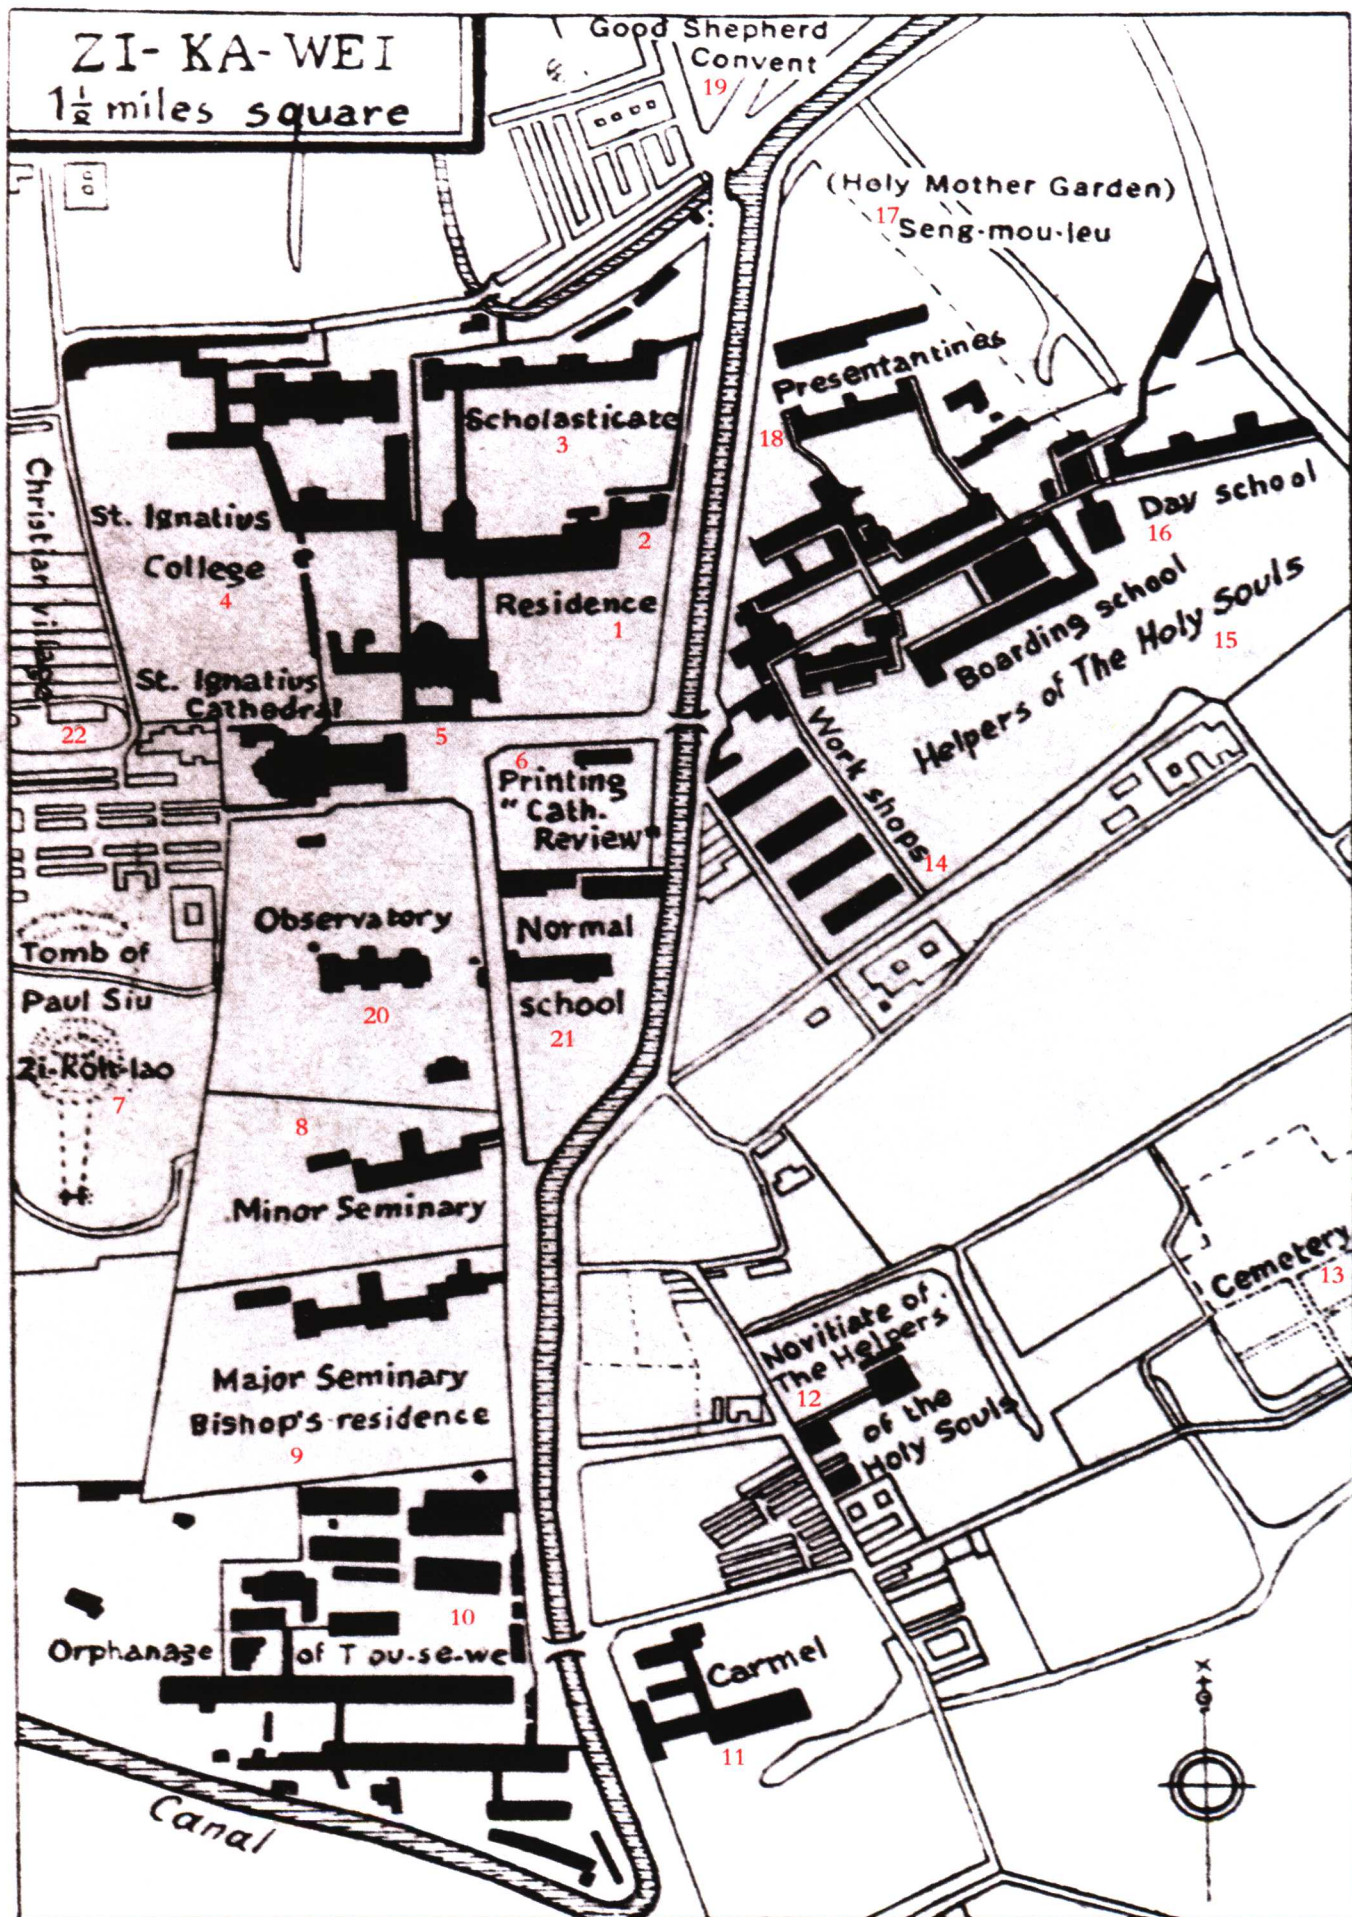 ZI-KA-WEI
1 1/2 miles square
Good Shepherd
Convent
19
(Holy Mother Garden)
17
Seng-mou-leu
Presentantines
18
Scholasticate
3
Day school
16
St. Ignatius
College
4
Christian village
22
2
Residence
1
Boarding school
Helpers of The Holy Souls
15
St. Ignatius
Cathedral
5
6
Printing
"Cath.
Review"
Work shops
14
Observatory
20
Normal
school
21
Tomb of
Paul Siu
Zi-Kôh-lao
7
8
Minor Seminary
Cemetery
13
Novitiate of
The Helpers
12
of the
Holy Souls
Major Seminary
Bishop's residence
9
10
Orphanage of Tou-se-we
Carmel
11
Canal